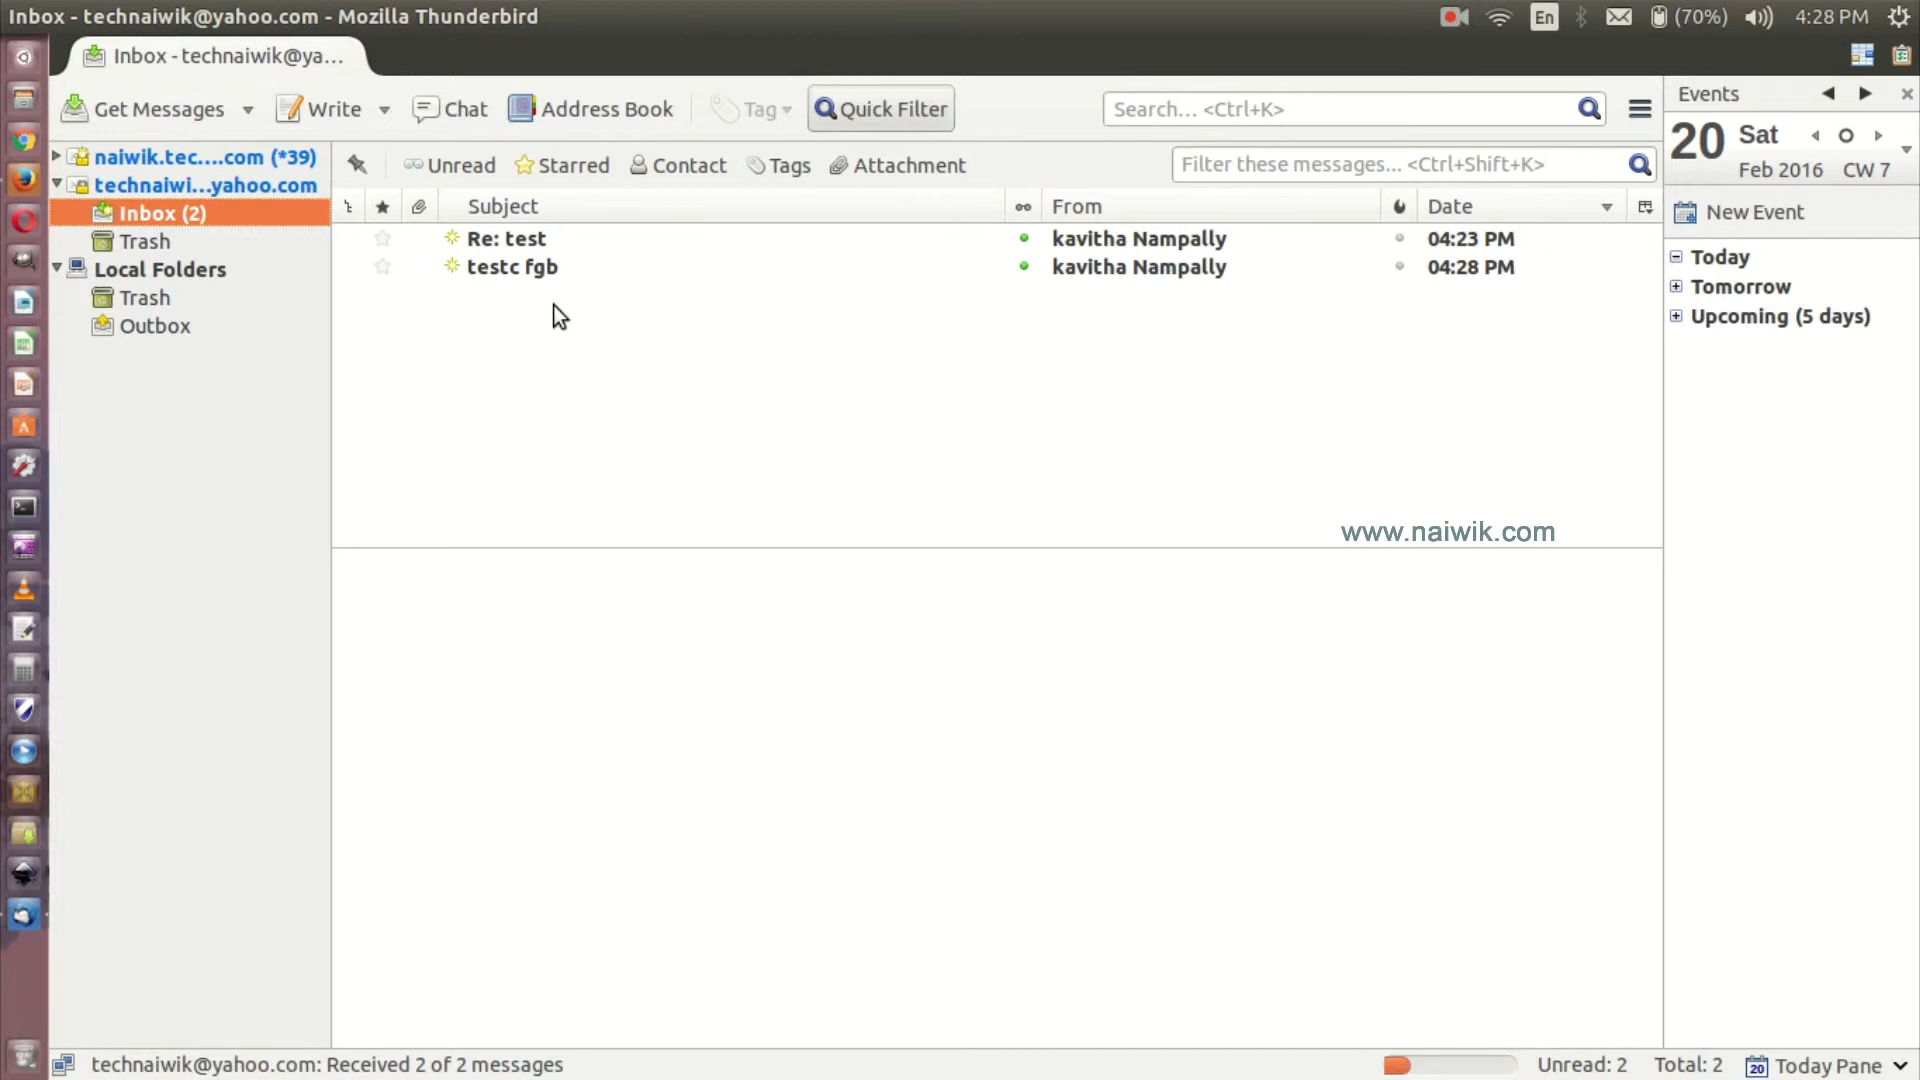 Inbox - technaiwik@yahoo.com - Mozilla Thunderbird
En (70%) 4:28 PM
Inbox - technaiwik@ya...
Get Messages Write Chat Address Book Tag Quick Filter Search... <Ctrl+K>
Events
20 Sat
Feb 2016 CW 7
New Event
Today
Tomorrow
Upcoming (5 days)
naiwik.tec....com (*39)
technaiwi...yahoo.com
Inbox (2)
Trash
Local Folders
Trash
Outbox
Unread Starred Contact Tags Attachment Filter these messages... <Ctrl+Shift+K>
Subject From Date
Re: test kavitha Nampally 04:23 PM
testc fgb kavitha Nampally 04:28 PM
www.naiwik.com
technaiwik@yahoo.com: Received 2 of 2 messages Unread: 2 Total: 2 20 Today Pane